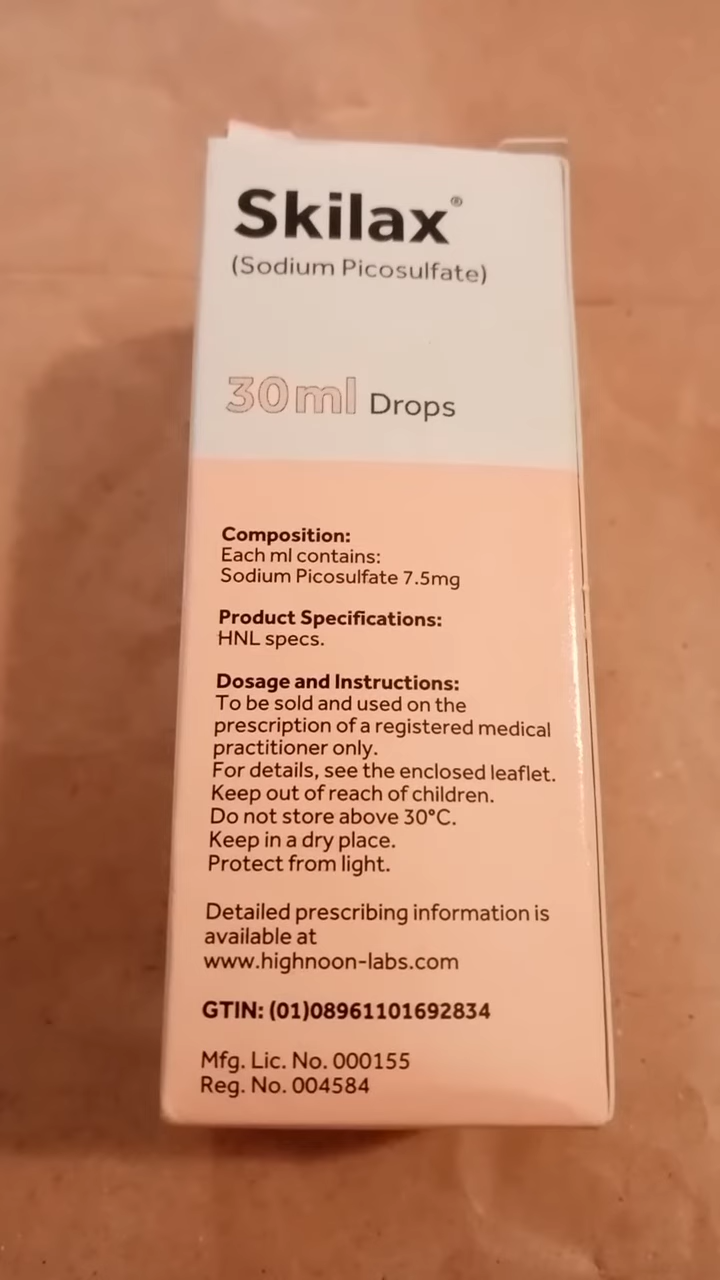 Skilax®
(Sodium Picosulfate)
30ml Drops
Composition:
Each ml contains:
Sodium Picosulfate 7.5mg
Product Specifications:
HNL specs.
Dosage and Instructions:
To be sold and used on the
prescription of a registered medical
practitioner only.
For details, see the enclosed leaflet.
Keep out of reach of children.
Do not store above 30°C.
Keep in a dry place.
Protect from light.
Detailed prescribing information is
available at
www.highnoon-labs.com
GTIN: (01)08961101692834
Mfg. Lic. No. 000155
Reg. No. 004584